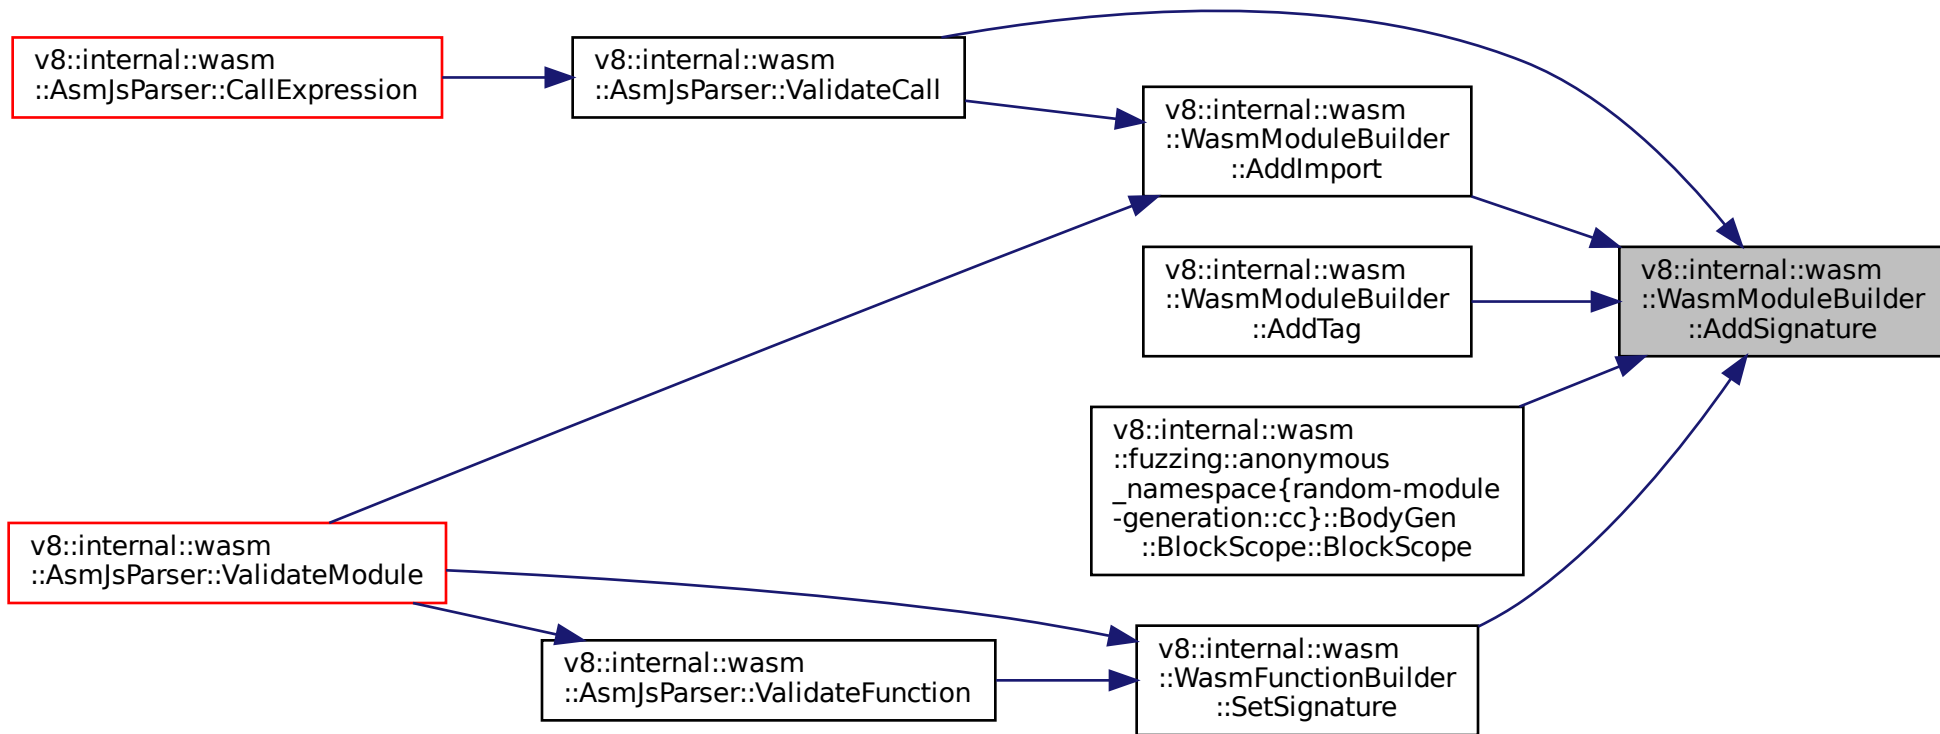 v8::internal::wasm
::AsmJsParser::CallExpression
v8::internal::wasm
::AsmJsParser::ValidateCall
v8::internal::wasm
::WasmModuleBuilder
::AddImport
v8::internal::wasm
::WasmModuleBuilder
::AddTag
v8::internal::wasm
::WasmModuleBuilder
::AddSignature
v8::internal::wasm
::fuzzing::anonymous
_namespace{random-module
-generation::cc}::BodyGen
::BlockScope::BlockScope
v8::internal::wasm
::AsmJsParser::ValidateModule
v8::internal::wasm
::AsmJsParser::ValidateFunction
v8::internal::wasm
::WasmFunctionBuilder
::SetSignature